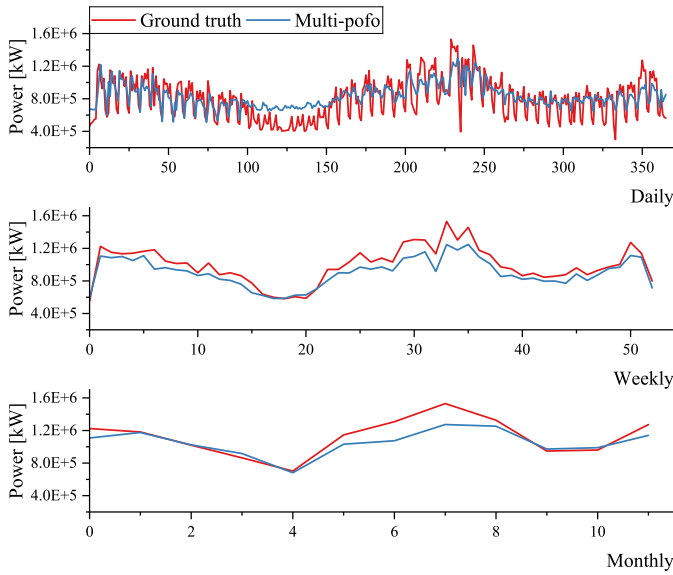 Ground truth Multi-pofo
Power [kW]
1.6E+6
1.2E+6
8.0E+5
4.0E+5
0 50 100 150 200 250 300 350
Daily
Power [kW]
1.6E+6
1.2E+6
8.0E+5
4.0E+5
0 10 20 30 40 50
Weekly
Power [kW]
1.6E+6
1.2E+6
8.0E+5
4.0E+5
0 2 4 6 8 10
Monthly